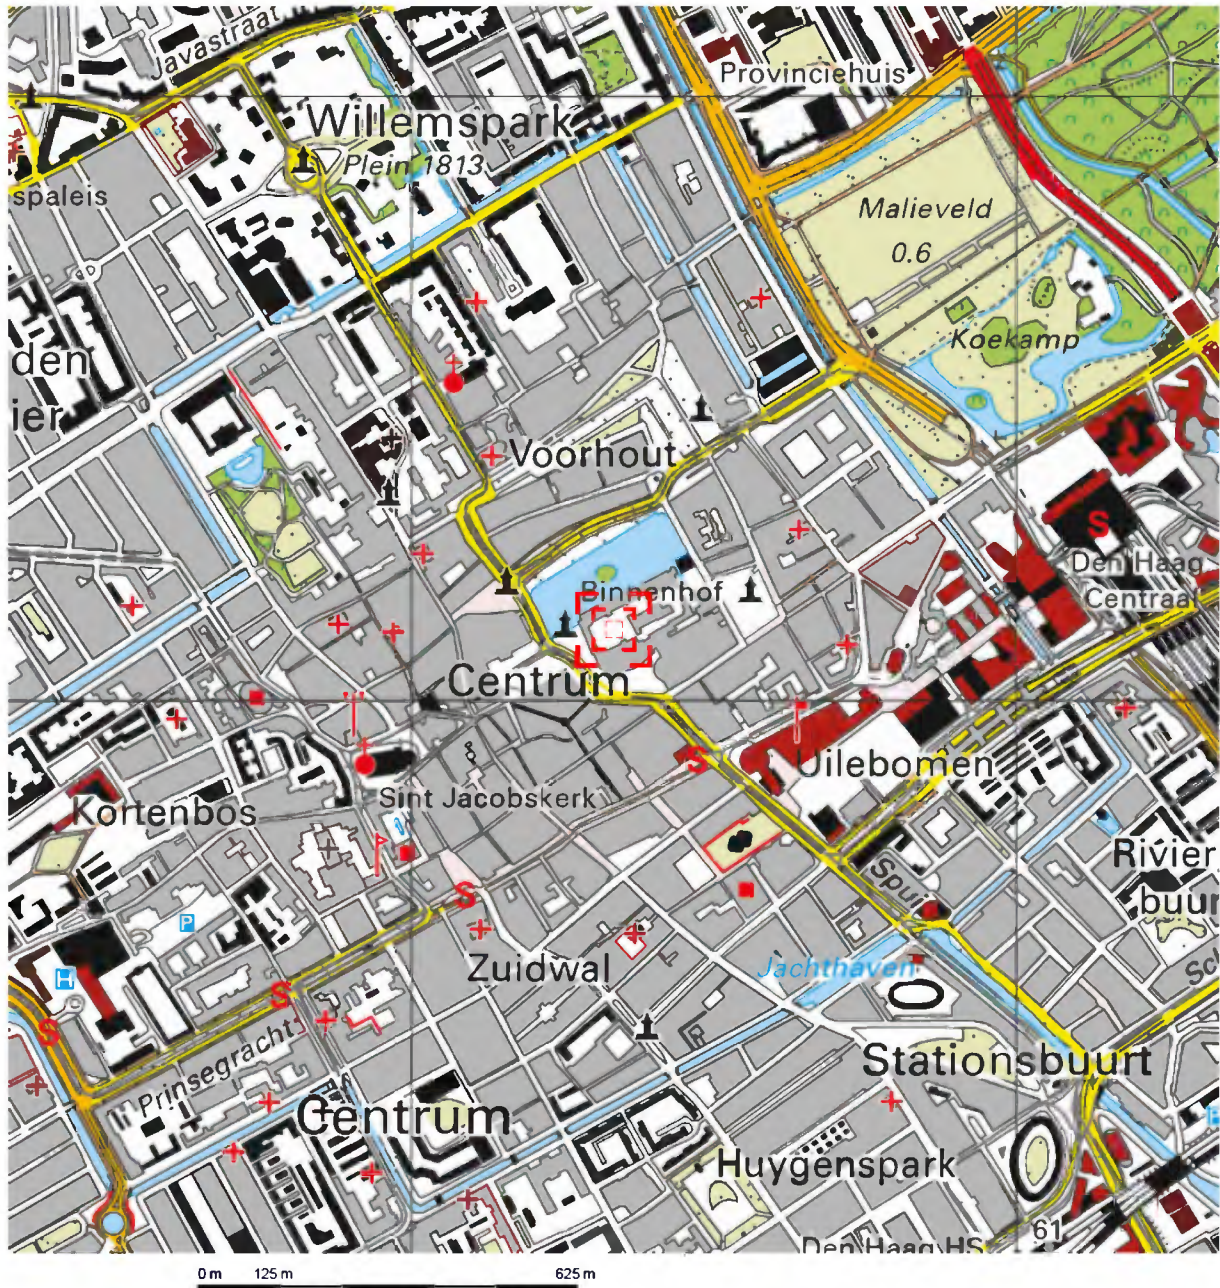 Javastraat
Provinciehuis
Willemspark
Plein 1813
spaleis
Malieveld
0.6
den
ier
Koekamp
Voorhout
S
Den Haag
Centraal
Binnenhof
Centrum
S
Uilebomen
Kortenbos
Sint Jacobskerk
Spui
Rivier
buur
S
P
Zuidwal
Jachthaven
H
Sch
S
S
Prinsegracht
Stationsbuurt
Centrum
P
Huygenspark
61
Den Haag HS
0 m 125 m 625 m